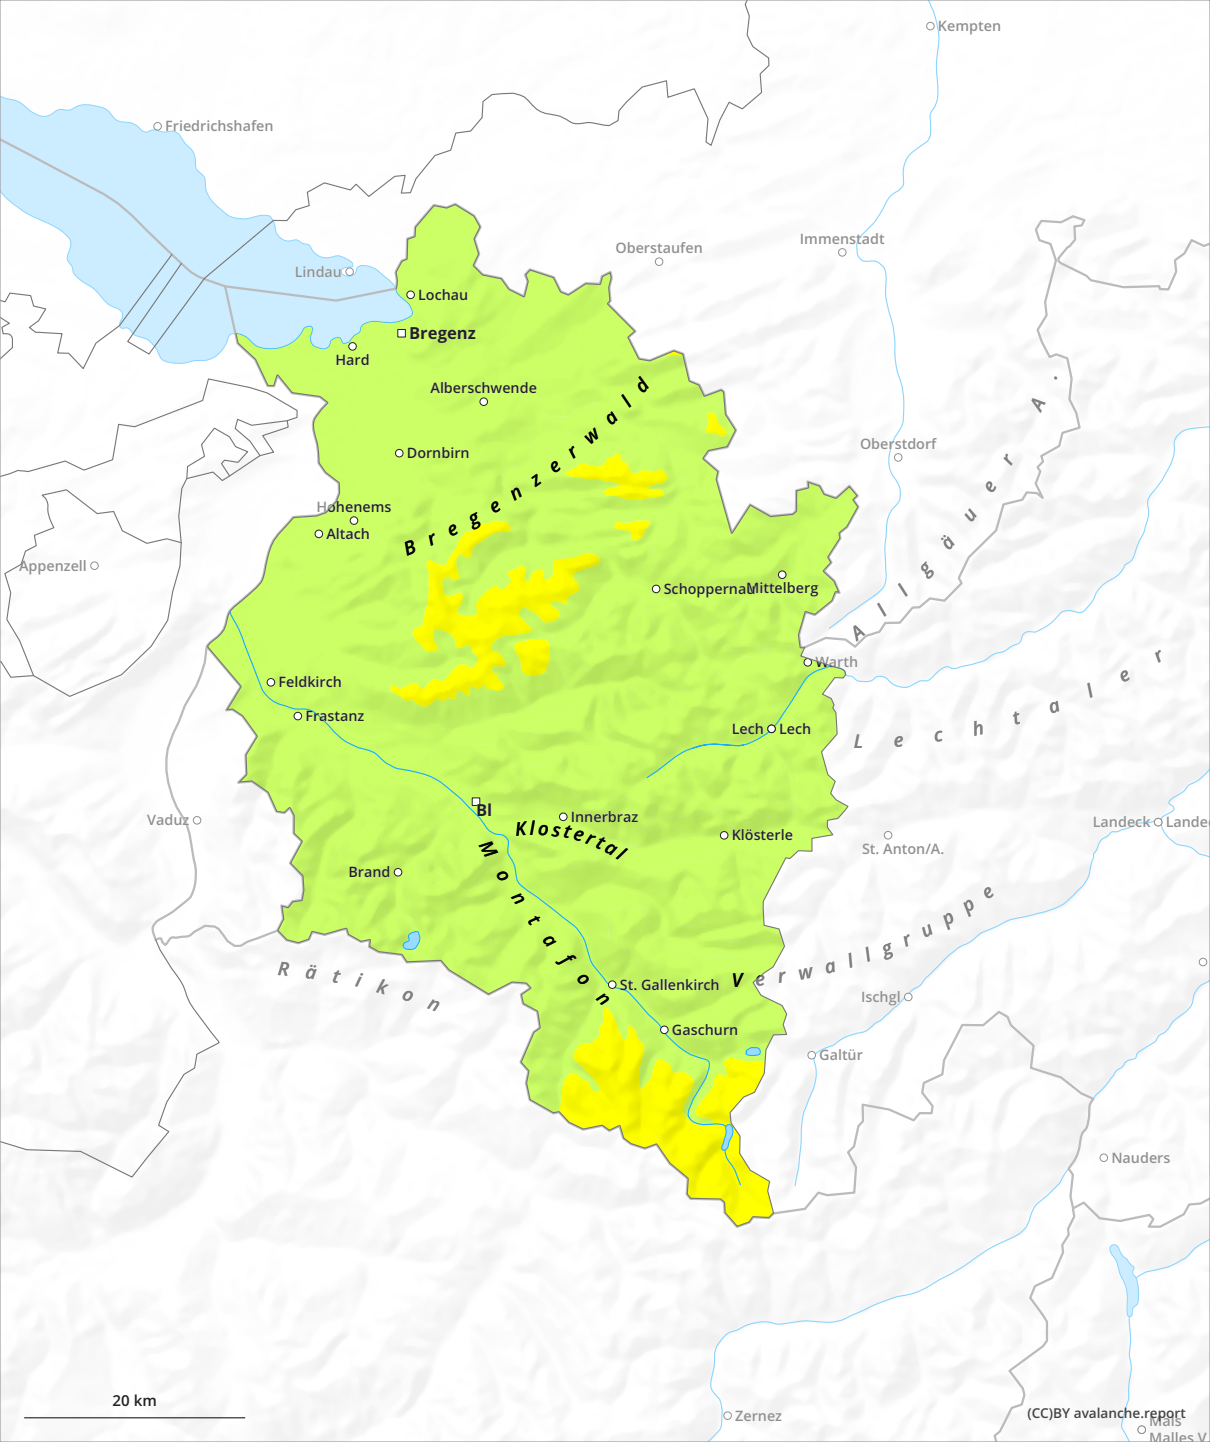 Kempten
Friedrichshafen
Immenstadt
Oberstaufen
Lindau
Lochau
Bregenz
Hard
Alberschwende
Bregenzerwald
Allgäuer A.
Oberstdorf
Dornbirn
Hohenems
Altach
Appenzell
Schoppernau
Mittelberg
Warth
Lechtaler
Feldkirch
Frastanz
Lech
Lech
Bl
Innerbraz
Klostertal
Klösterle
Vaduz
Landeck
St. Anton/A.
Brand
Montafon
Verwallgruppe
Rätikon
St. Gallenkirch
Ischgl
Gaschurn
Galtür
Nauders
20 km
(CC)BY avalanche.report
Zernez
Mals
Malles V